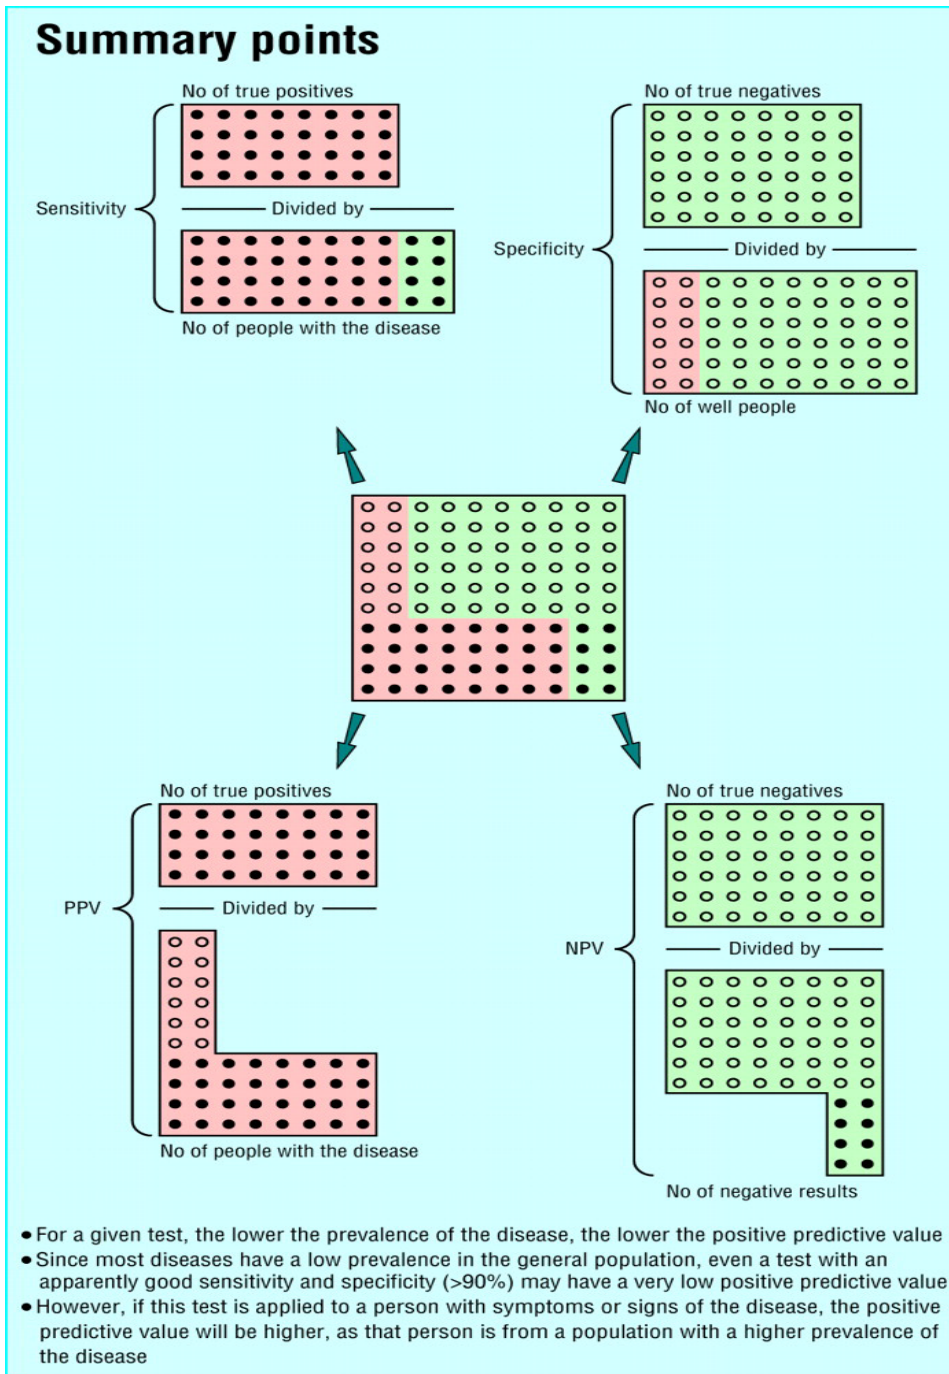 Summary points
No of true positives
Sensitivity
Divided by
No of people with the disease
No of true negatives
Specificity
Divided by
No of well people
No of true positives
PPV
Divided by
No of people with the disease
No of true negatives
NPV
Divided by
No of negative results
• For a given test, the lower the prevalence of the disease, the lower the positive predictive value
• Since most diseases have a low prevalence in the general population, even a test with an
apparently good sensitivity and specificity (>90%) may have a very low positive predictive value
• However, if this test is applied to a person with symptoms or signs of the disease, the positive
predictive value will be higher, as that person is from a population with a higher prevalence of
the disease